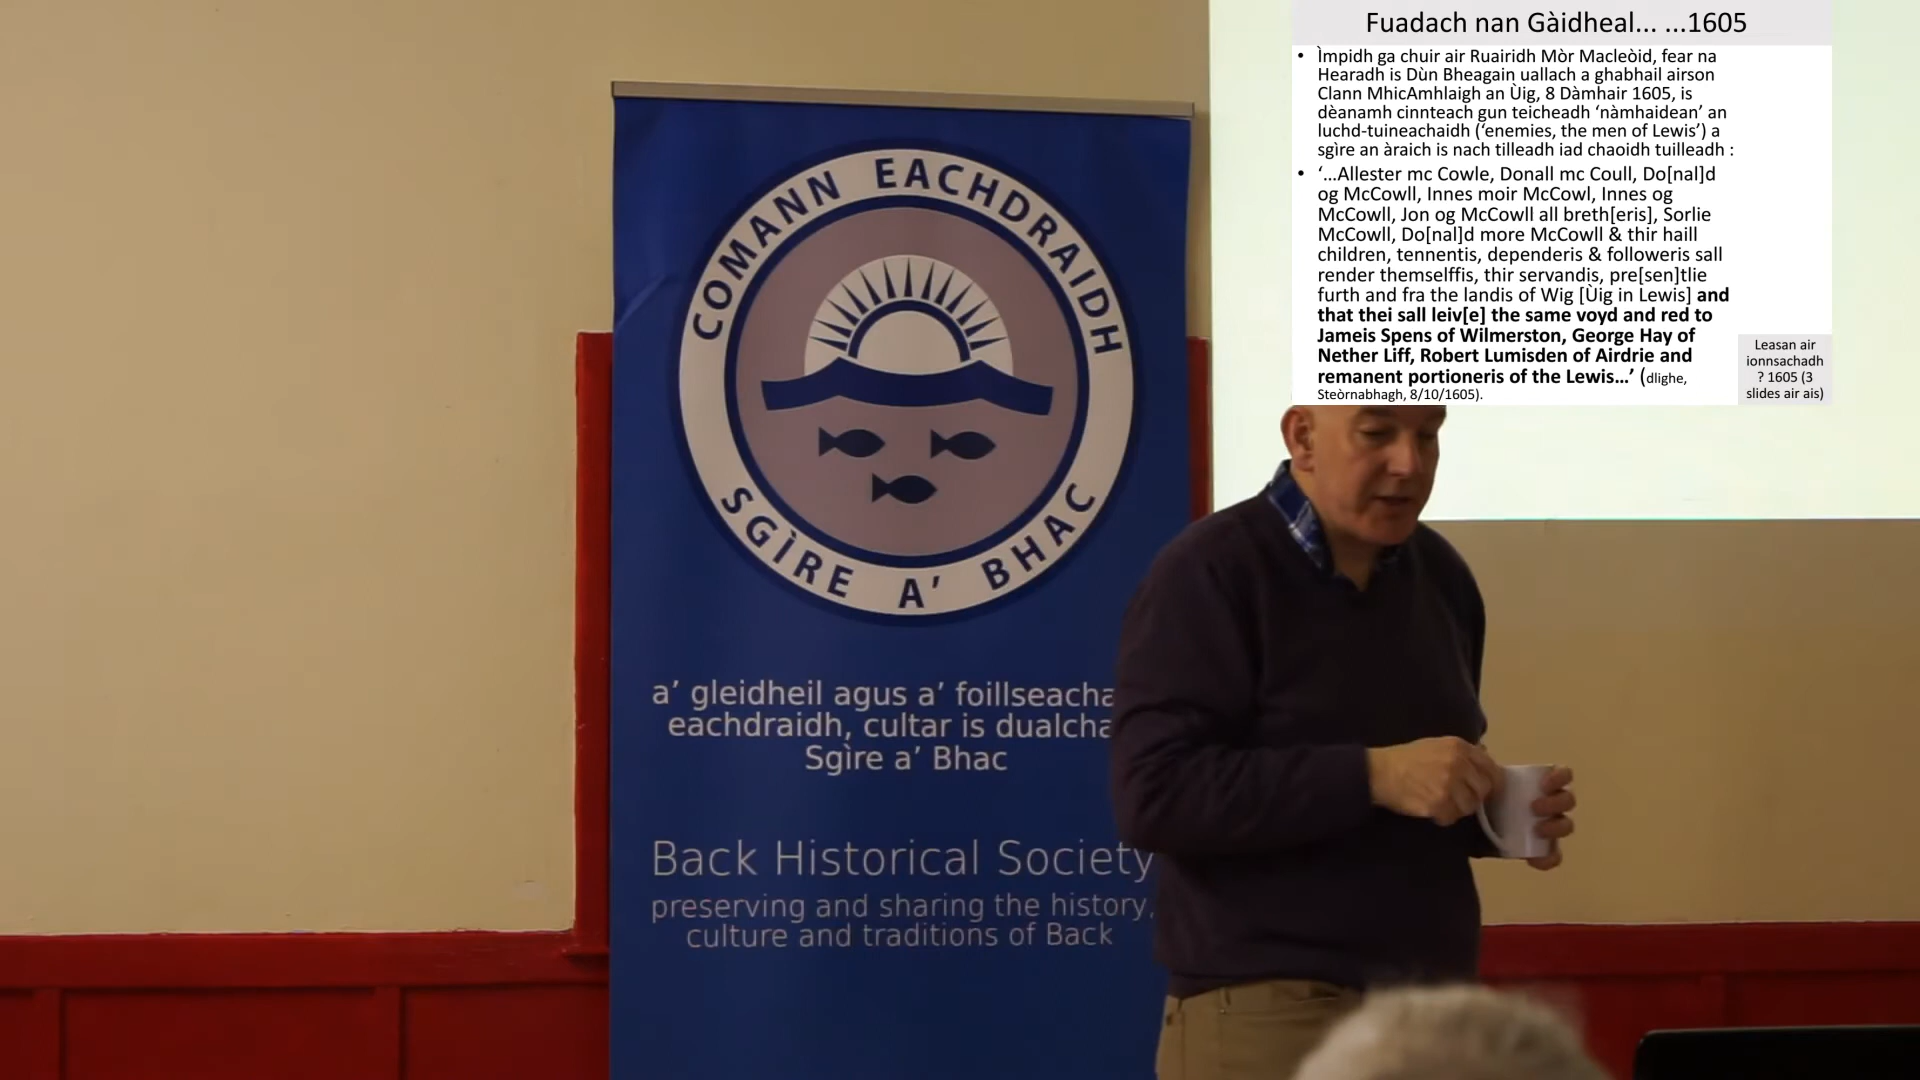 Fuadach nan Gàidheal... ...1605
• Ìmpidh ga chuir air Ruairidh Mòr Macleòid, fear na
Hearadh is Dùn Bheagain uallach a ghabhail airson
Clann MhicAmhlaigh an Ùig, 8 Dàmhair 1605, is
dèanamh cinnteach gun teicheadh ‘nàmhaidean’ an
luchd-tuineachaidh (‘enemies, the men of Lewis’) a
sgìre an àraich is nach tilleadh iad chaoidh tuilleadh :
• ‘...Allester mc Cowle, Donall mc Coull, Do[nal]d
og McCowll, Innes moir McCowl, Innes og
McCowll, Jon og McCowll all breth[eris], Sorlie
McCowll, Do[nal]d more McCowll & thir haill
children, tennentis, dependeris & followeris sall
render themselffis, thir servandis, pre[sen]tlie
furth and fra the landis of Wig [Ùig in Lewis] and
that thei sall leiv[e] the same voyd and red to
Jameis Spens of Wilmerston, George Hay of
Nether Liff, Robert Lumisden of Airdrie and
remanent portioneris of the Lewis...’ (dlighe,
Steòrnabhagh, 8/10/1605).
Leasan air
ionnsachadh
? 1605 (3
slides air ais)
COMANN EACHDRAIDH
SGÌRE A’ BHAC
a’ gleidheil agus a’ foillseacha
eachdraidh, cultar is dualcha
Sgìre a’ Bhac
Back Historical Society
preserving and sharing the history,
culture and traditions of Back